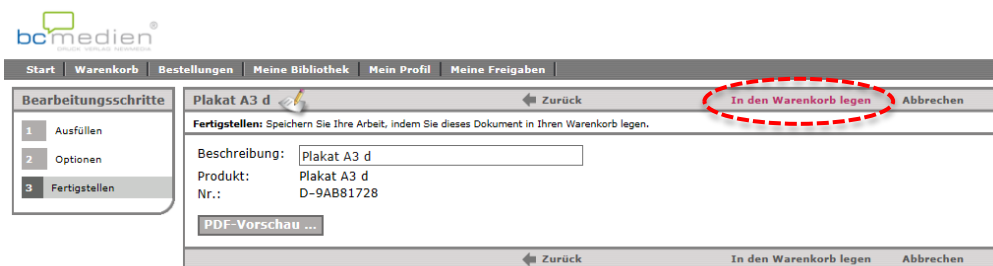 bcmedien®
DRUCK VERLAG NEWMEDIA
Start Warenkorb Bestellungen Meine Bibliothek Mein Profil Meine Freigaben
Bearbeitungsschritte
1 Ausfüllen
2 Optionen
3 Fertigstellen
Plakat A3 d Zurück In den Warenkorb legen Abbrechen
Fertigstellen: Speichern Sie Ihre Arbeit, indem Sie dieses Dokument in Ihren Warenkorb legen.
Beschreibung: Plakat A3 d
Produkt: Plakat A3 d
Nr.: D-9AB81728
PDF-Vorschau ...
Zurück In den Warenkorb legen Abbrechen